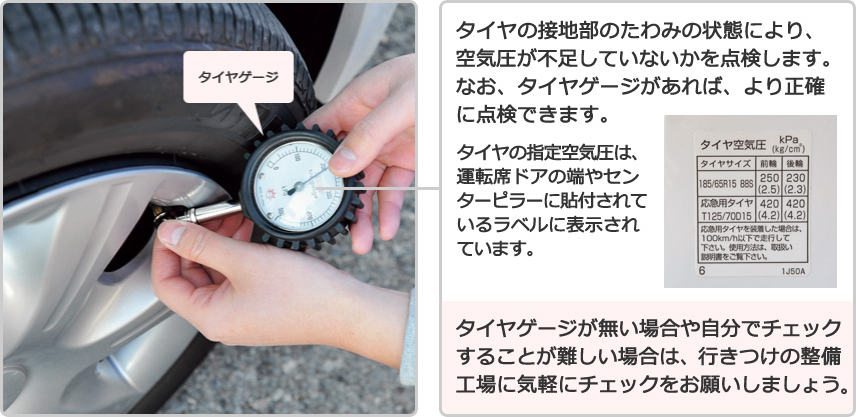 タイヤゲージ
タイヤの接地部のたわみの状態により、
空気圧が不足していないかを点検します。
なお、タイヤゲージがあれば、より正確
に点検できます。
タイヤの指定空気圧は、
運転席ドアの端やセン
ターピラーに貼付されて
いるラベルに表示され
ています。
タイヤ空気圧 kPa
(kg/c㎡)
タイヤサイズ 前輪 後輪
185/65R15 88S 250 230
(2.5) (2.3)
応急用タイヤ 420 420
T125/70D15 (4.2) (4.2)
応急用タイヤを装着した場合は、
100km/h以下で走行して
下さい。使用方法は、取扱い
説明書をご覧下さい。
6 1J50A
タイヤゲージが無い場合や自分でチェック
することが難しい場合は、行きつけの整備
工場に気軽にチェックをお願いしましょう。